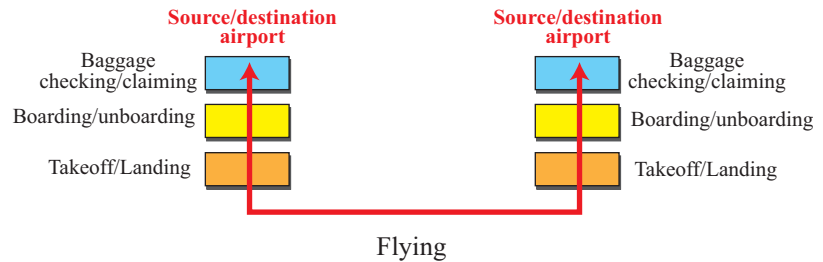 Source/destination
airport
Source/destination
airport
Baggage
checking/claiming
Baggage
checking/claiming
Boarding/unboarding
Boarding/unboarding
Takeoff/Landing
Takeoff/Landing
Flying